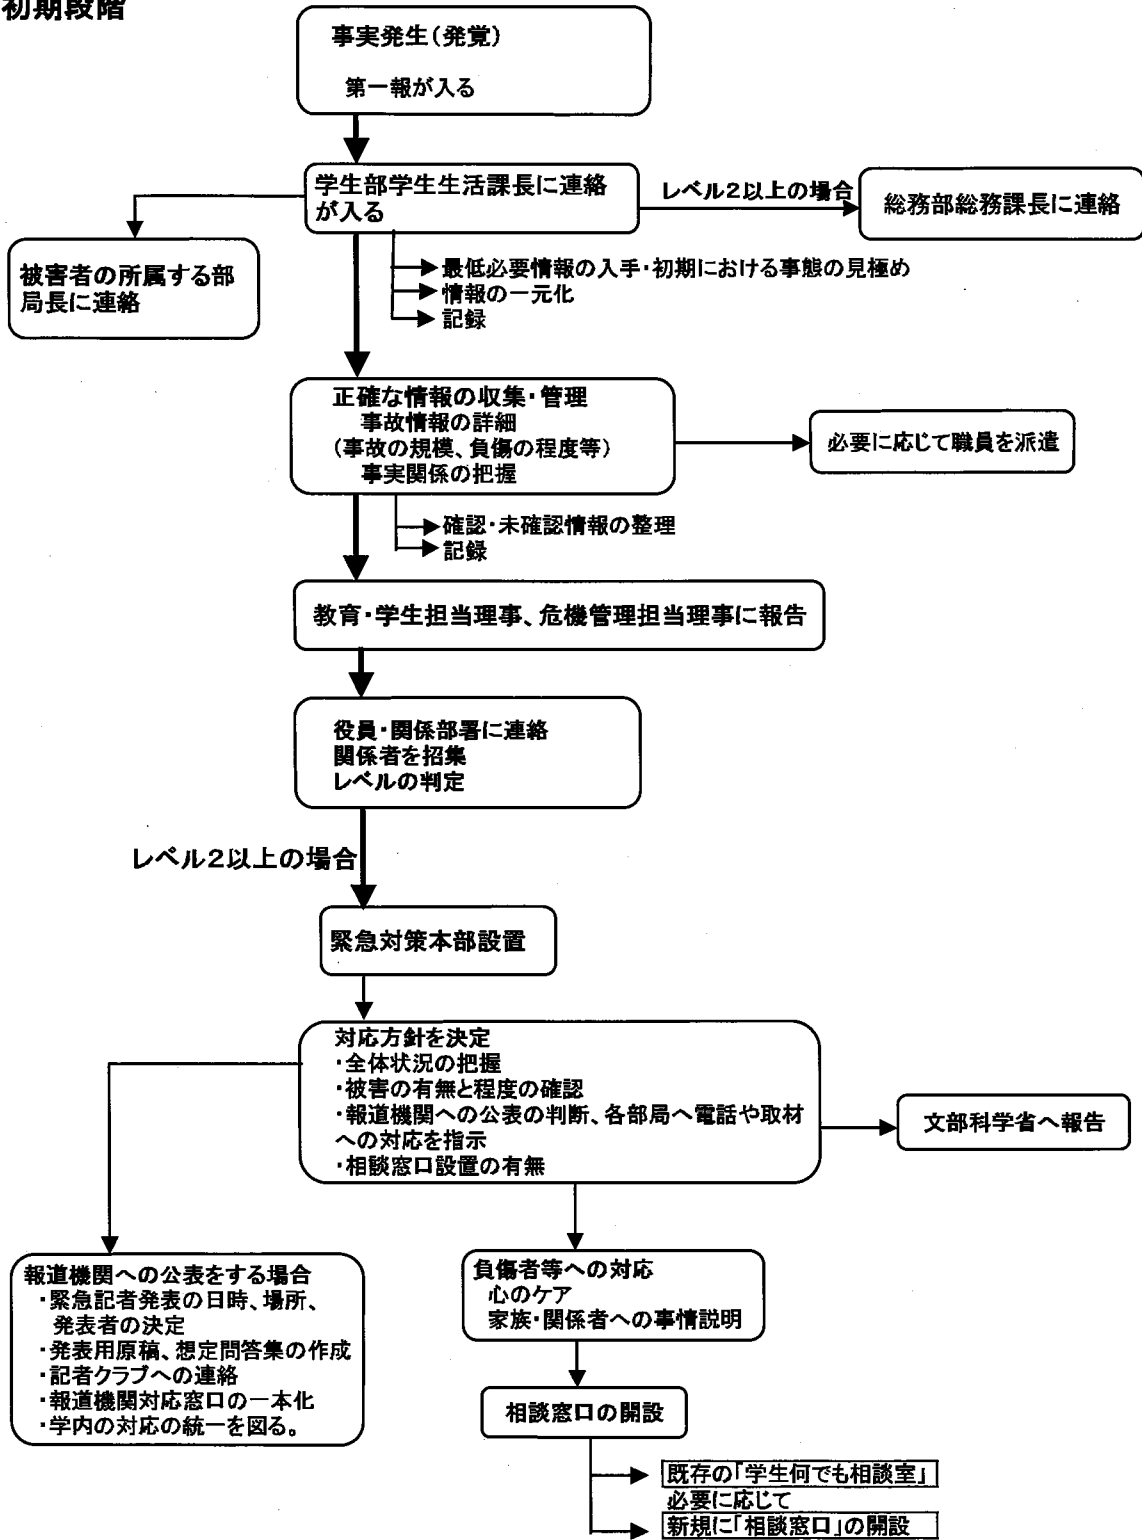 初期段階
事実発生(発覚)
第一報が入る
学生部学生生活課長に連絡
が入る
レベル2以上の場合
総務部総務課長に連絡
被害者の所属する部
局長に連絡
最低必要情報の入手・初期における事態の見極め
情報の一元化
記録
正確な情報の収集・管理
事故情報の詳細
(事故の規模、負傷の程度等)
事実関係の把握
必要に応じて職員を派遣
確認・未確認情報の整理
記録
教育・学生担当理事、危機管理担当理事に報告
役員・関係部署に連絡
関係者を招集
レベルの判定
レベル2以上の場合
緊急対策本部設置
対応方針を決定
・全体状況の把握
・被害の有無と程度の確認
・報道機関への公表の判断、各部局へ電話や取材
への対応を指示
・相談窓口設置の有無
文部科学省へ報告
報道機関への公表をする場合
・緊急記者発表の日時、場所、
発表者の決定
・発表用原稿、想定問答集の作成
・記者クラブへの連絡
・報道機関対応窓口の一本化
・学内の対応の統一を図る。
負傷者等への対応
心のケア
家族・関係者への事情説明
相談窓口の開設
既存の「学生何でも相談室」
必要に応じて
新規に「相談窓口」の開設